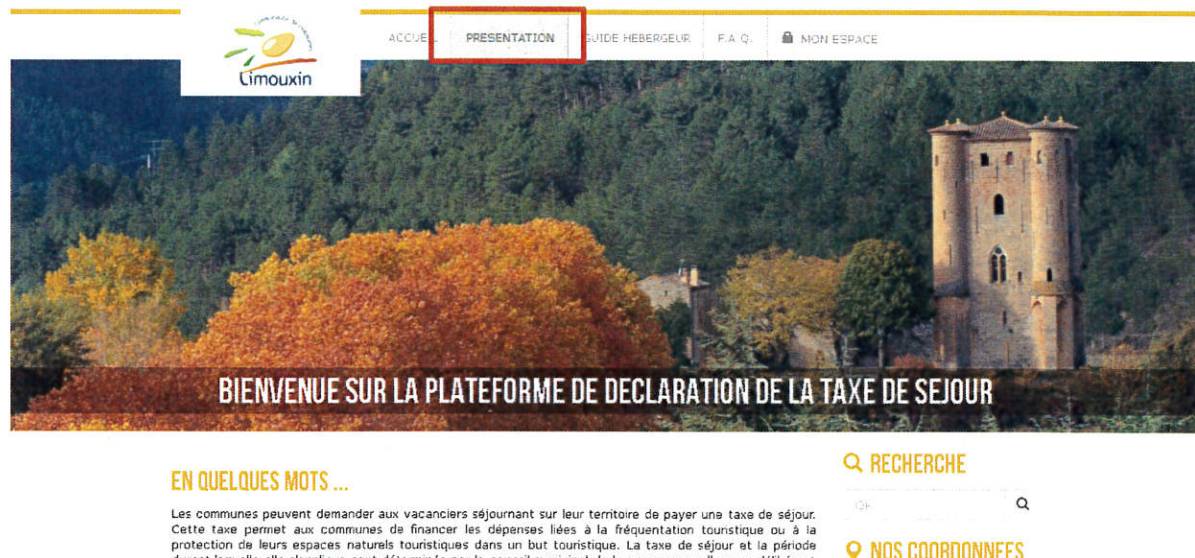 Limouxin
ACCUEIL PRESENTATION GUIDE HEBERGEUR F.A.Q. MON ESPACE
BIENVENUE SUR LA PLATEFORME DE DECLARATION DE LA TAXE DE SEJOUR
EN QUELQUES MOTS ...
Les communes peuvent demander aux vacanciers séjournant sur leur territoire de payer une taxe de séjour.
Cette taxe permet aux communes de financer les dépenses liées à la fréquentation touristique ou à la
protection de leurs espaces naturels touristiques dans un but touristique. La taxe de séjour et la période
RECHERCHE
NOS COORDONNEES